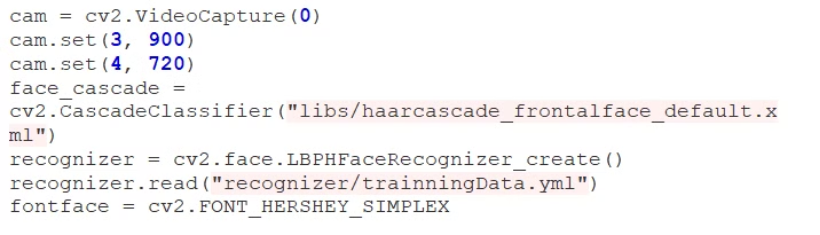 cam = cv2.VideoCapture(0)
cam.set(3, 900)
cam.set(4, 720)
face_cascade =
cv2.CascadeClassifier("libs/haarcascade_frontalface_default.x
ml")
recognizer = cv2.face.LBPHFaceRecognizer_create()
recognizer.read("recognizer/trainningData.yml")
fontface = cv2.FONT_HERSHEY_SIMPLEX